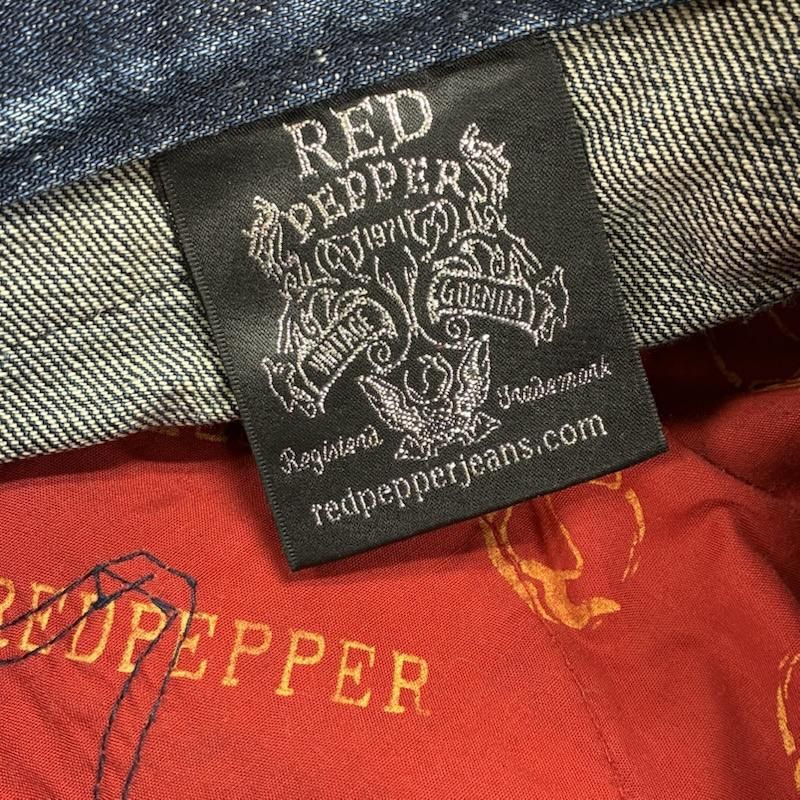 RED
PEPPER
1971
VINTAGE
DENIM
Registered Trademark
redpepperjeans.com
REDPEPPER